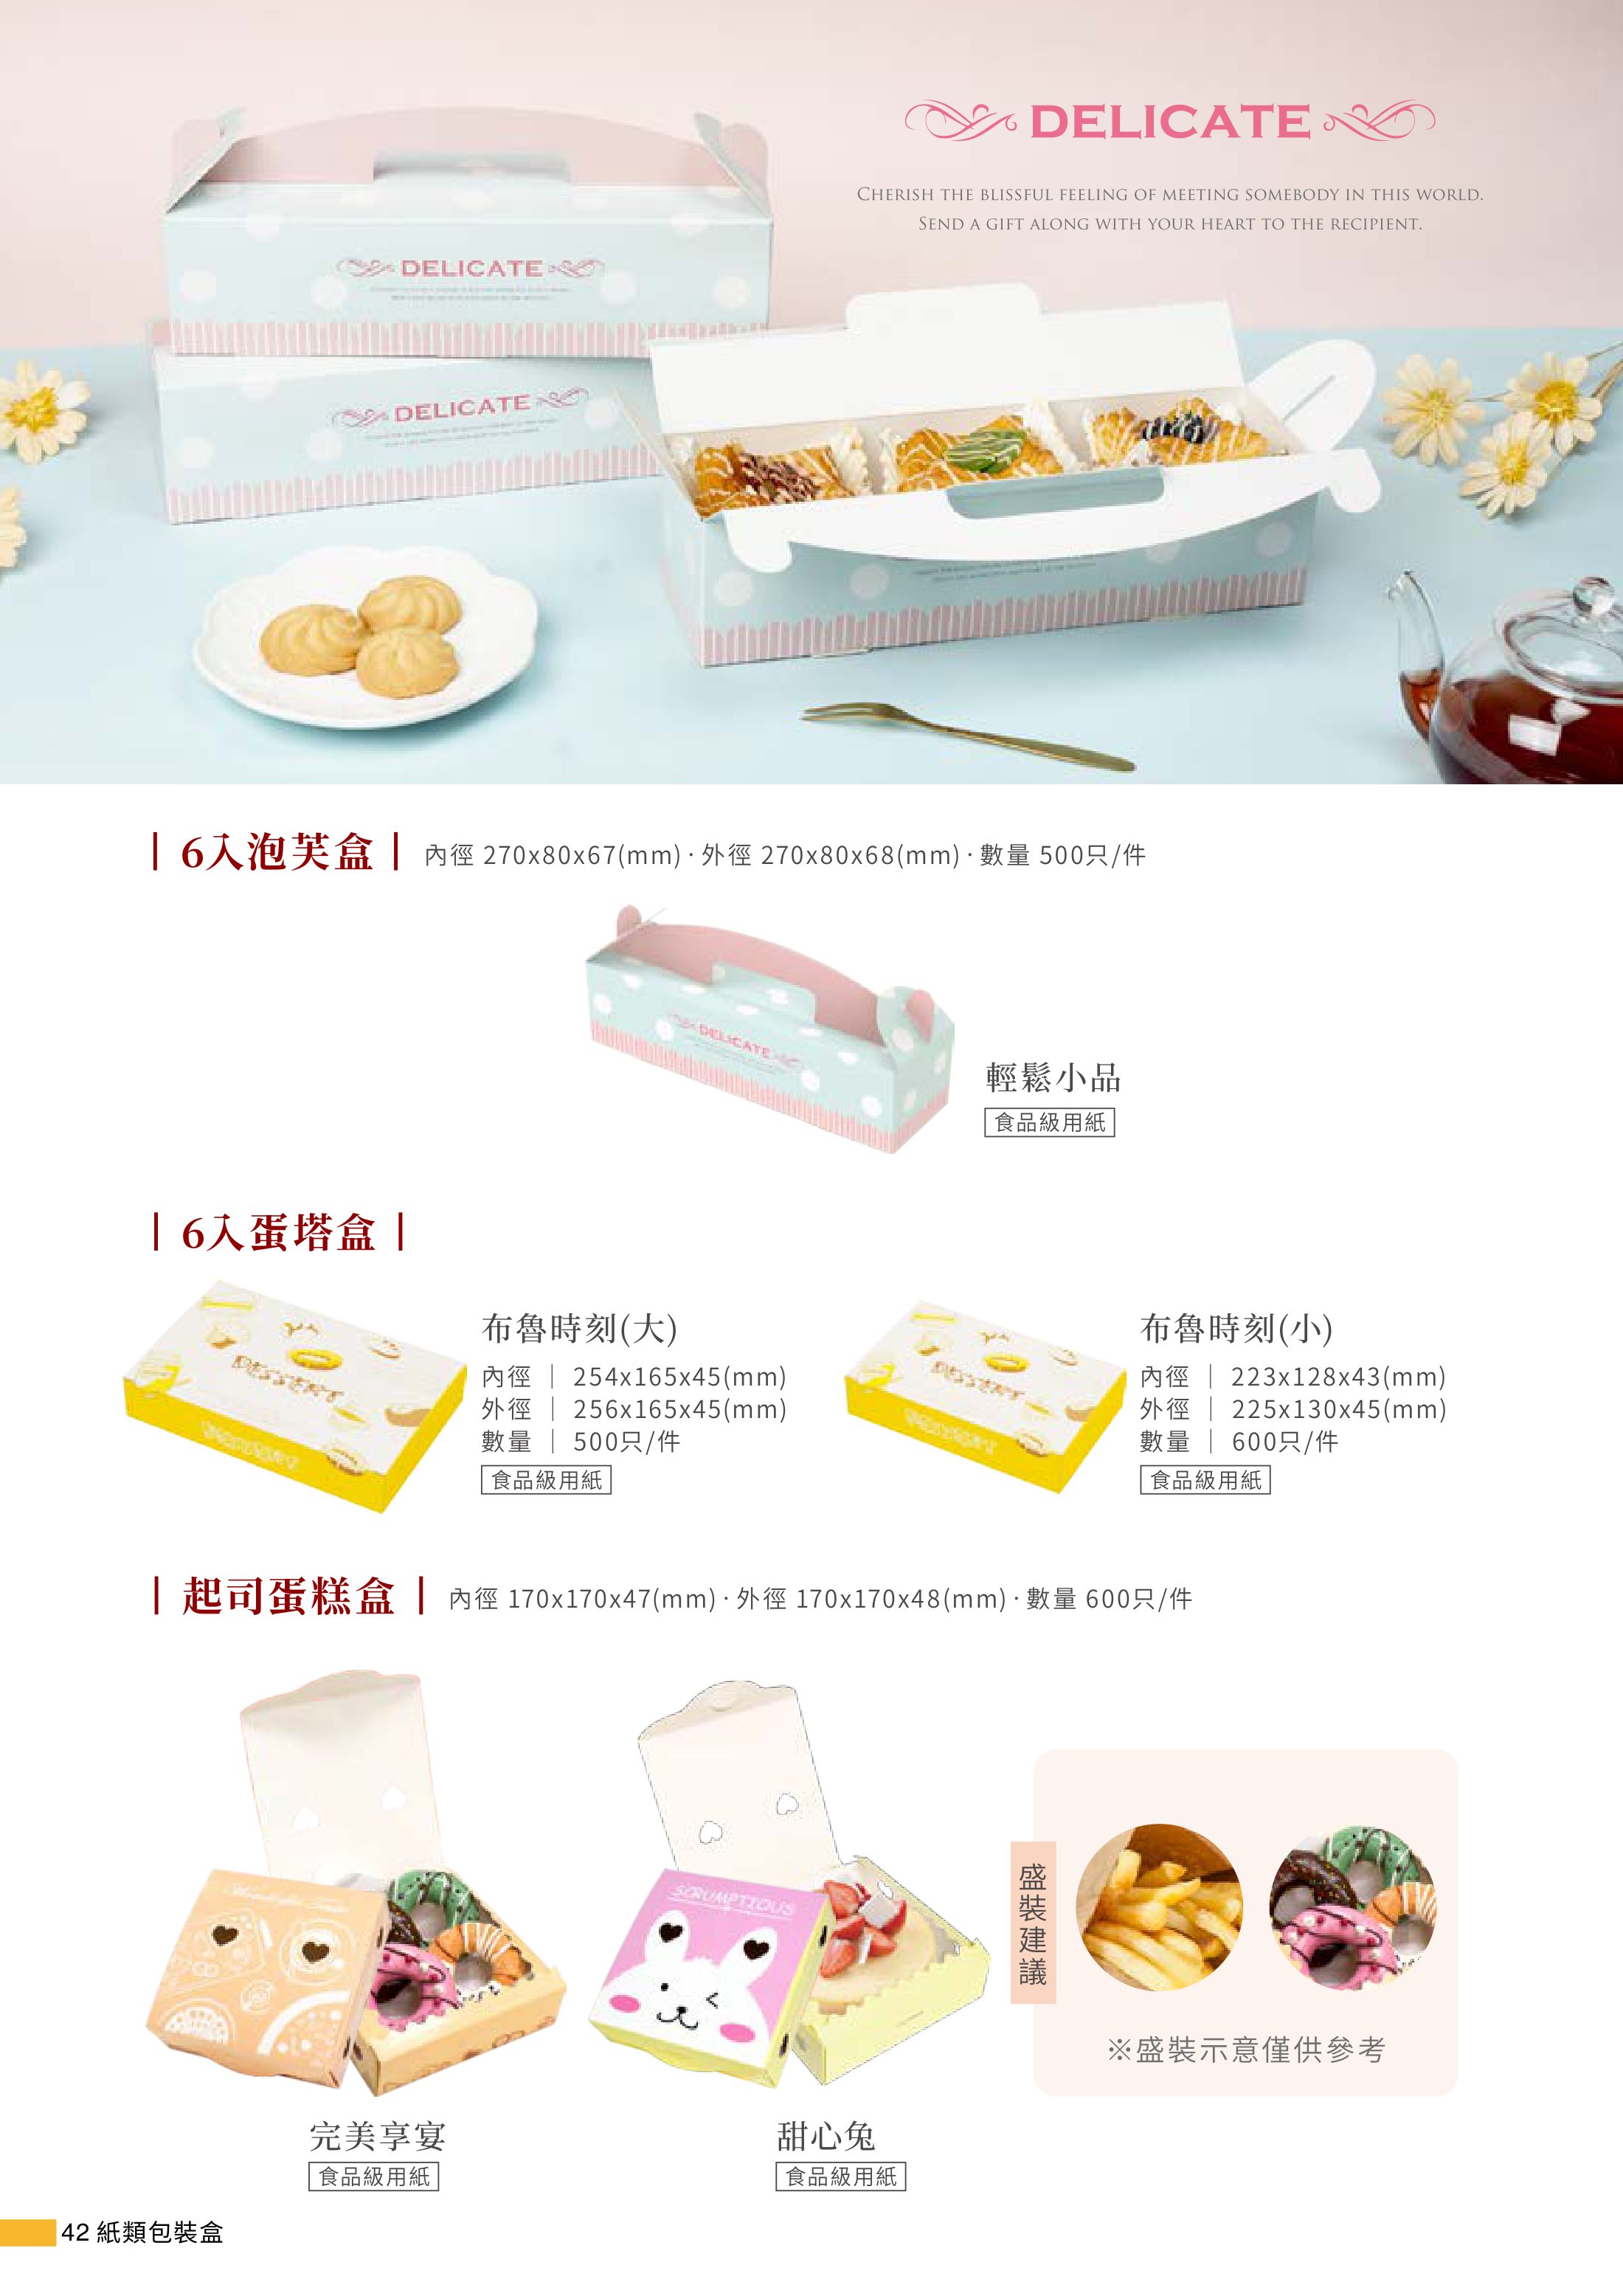 DELICATE
CHERISH THE BLISSFUL FEELING OF MEETING SOMEBODY IN THIS WORLD.
SEND A GIFT ALONG WITH YOUR HEART TO THE RECIPIENT.
DELICATE
DELICATE
6入泡芙盒
內徑 270x80x67(mm)·外徑 270x80x68(mm)·數量 500只/件
DELICATE
輕鬆小品
食品級用紙
6入蛋塔盒
DESSERT
布魯時刻(大)
內徑 | 254x165x45(mm)
外徑 | 256x165x45(mm)
數量 | 500只/件
食品級用紙
DESSERT
布魯時刻(小)
內徑 | 223x128x43(mm)
外徑 | 225x130x45(mm)
數量 | 600只/件
食品級用紙
起司蛋糕盒
內徑 170x170x47(mm)·外徑 170x170x48(mm)·數量 600只/件
SCRUMPTIOUS
盛裝建議
※盛裝示意僅供參考
完美享宴
食品級用紙
甜心兔
食品級用紙
42 紙類包裝盒